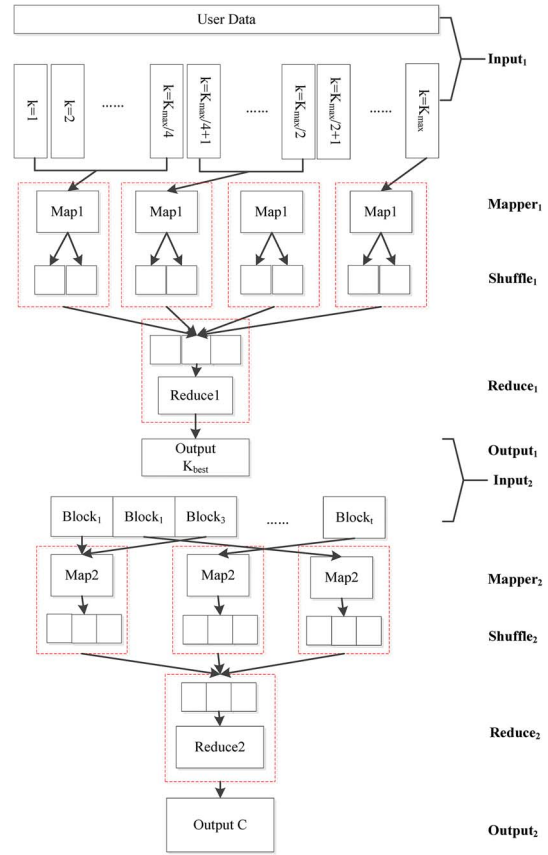 User Data
Input₁
k=1
k=2
......
k=Kmax/4
k=Kmax/4+1
......
k=Kmax/2
k=Kmax/2+1
......
k=Kmax
Map1
Map1
Map1
Map1
Mapper₁
Shuffle₁
Reduce1
Reduce₁
Output
Kbest
Output₁
Input₂
Block₁
Block₁
Block₃
......
Blockₜ
Map2
Map2
Map2
Mapper₂
Shuffle₂
Reduce2
Reduce₂
Output C
Output₂